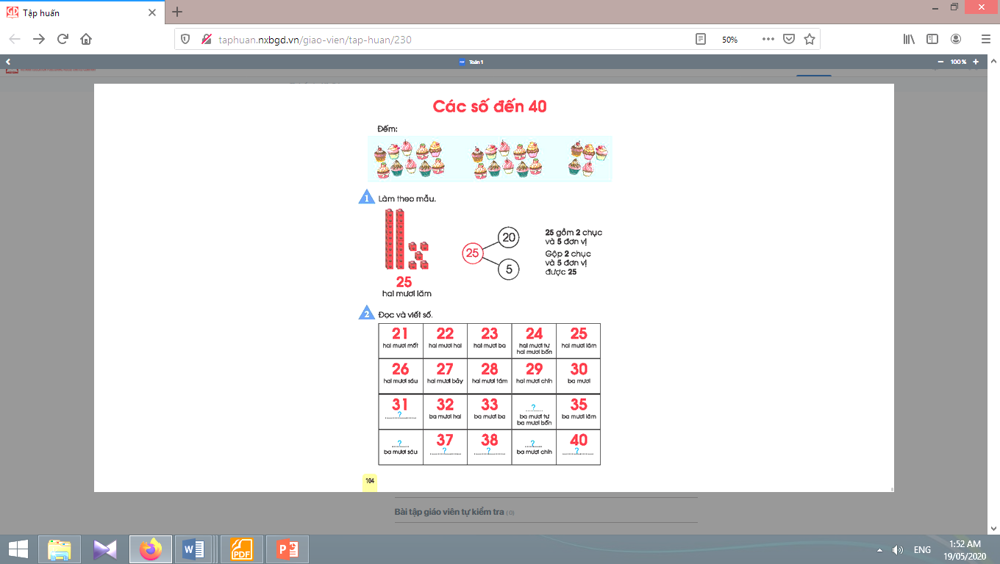 Tập huấn
taphuan.nxbgd.vn/giao-vien/tap-huan/230
50%
Toán 1
100 %
Các số đến 40
Đếm:
1 Làm theo mẫu.
25
hai mươi lăm
25
20
5
25 gồm 2 chục
và 5 đơn vị
Gộp 2 chục
và 5 đơn vị
được 25
2 Đọc và viết số.
21 22 23 24 25
hai mươi mốt hai mươi hai hai mươi ba hai mươi tư hai mươi lăm
hai mươi bốn
26 27 28 29 30
hai mươi sáu hai mươi bảy hai mươi tám hai mươi chín ba mươi
31 32 33 ...?... 35
...?... ba mươi hai ba mươi ba ba mươi tư ba mươi lăm
ba mươi bốn
...?... 37 38 ...?... 40
ba mươi sáu ...?... ...?... ba mươi chín ...?...
104
Bài tập giáo viên tự kiểm tra ( 0)
PDF
ENG
1:52 AM
19/05/2020